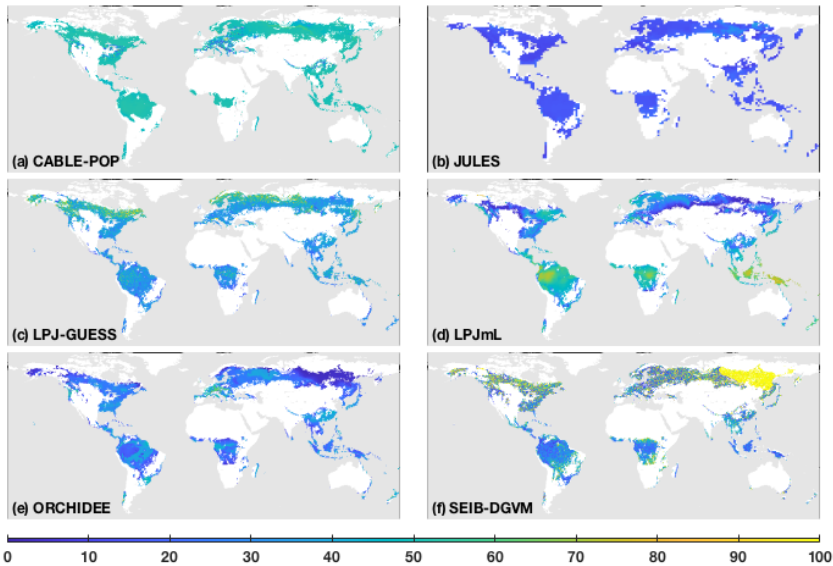 (a) CABLE-POP
(b) JULES
(c) LPJ-GUESS
(d) LPJmL
(e) ORCHIDEE
(f) SEIB-DGVM
0 10 20 30 40 50 60 70 80 90 100